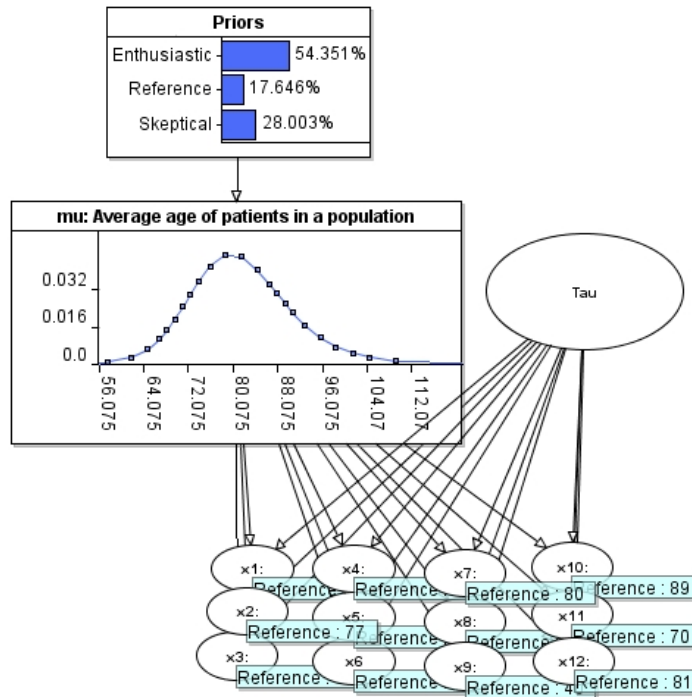 Priors
Enthusiastic 54.351%
Reference 17.646%
Skeptical 28.003%
mu: Average age of patients in a population
0.032
0.016
0.0
56.075 64.075 72.075 80.075 88.075 96.075 104.07 112.07
Tau
x1: x4: x7: x10:
Reference : 80 Reference : 89
x2: x5: x8: x11
Reference : 77 Reference : 70
x3: x6 x9: x12:
Reference : Reference : 81